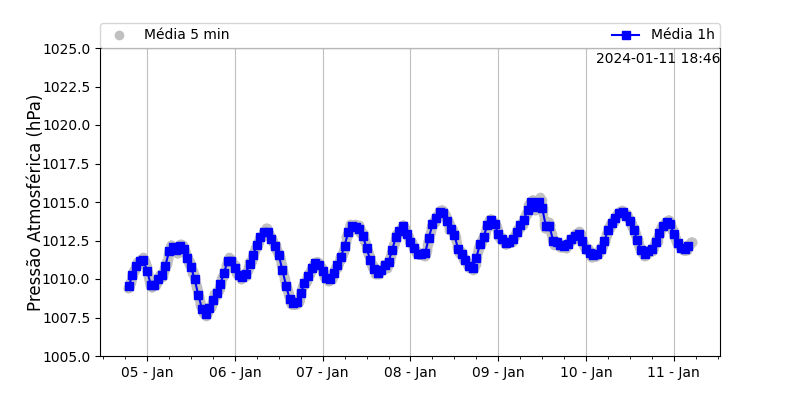 Média 5 min
Média 1h
2024-01-11 18:46
Pressão Atmosférica (hPa)
1025.0
1022.5
1020.0
1017.5
1015.0
1012.5
1010.0
1007.5
1005.0
05 - Jan
06 - Jan
07 - Jan
08 - Jan
09 - Jan
10 - Jan
11 - Jan